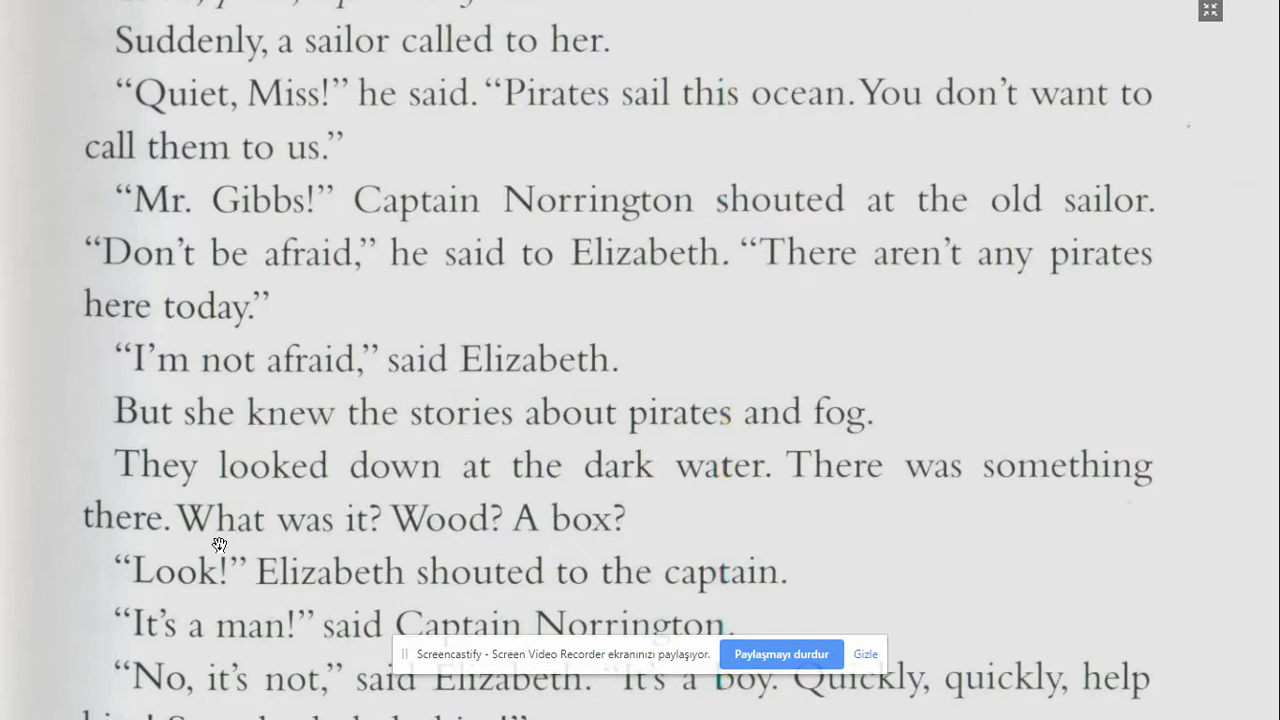 Suddenly, a sailor called to her.
“Quiet, Miss!” he said. “Pirates sail this ocean. You don’t want to
call them to us.”
“Mr. Gibbs!” Captain Norrington shouted at the old sailor.
“Don’t be afraid,” he said to Elizabeth. “There aren’t any pirates
here today.”
“I’m not afraid,” said Elizabeth.
But she knew the stories about pirates and fog.
They looked down at the dark water. There was something
there. What was it? Wood? A box?
“Look!” Elizabeth shouted to the captain.
“It’s a man!” said Captain Norrington.
Screencastify - Screen Video Recorder ekranınızı paylaşıyor.
Paylaşmayı durdur
Gizle
“No, it’s not,” said Elizabeth. “It’s a boy. Quickly, quickly, help